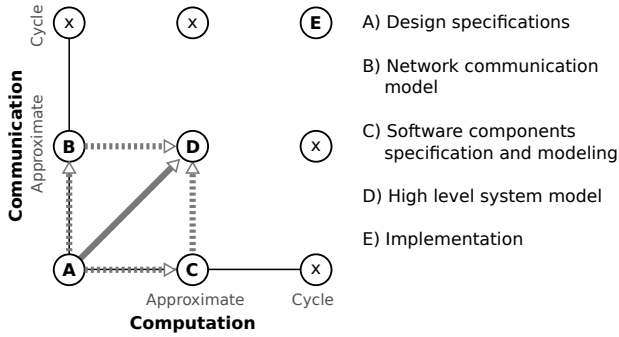 Cycle
x
x
E
Communication
Approximate
B
D
x
A
C
x
Approximate
Cycle
Computation
A) Design specifications
B) Network communication
model
C) Software components
specification and modeling
D) High level system model
E) Implementation